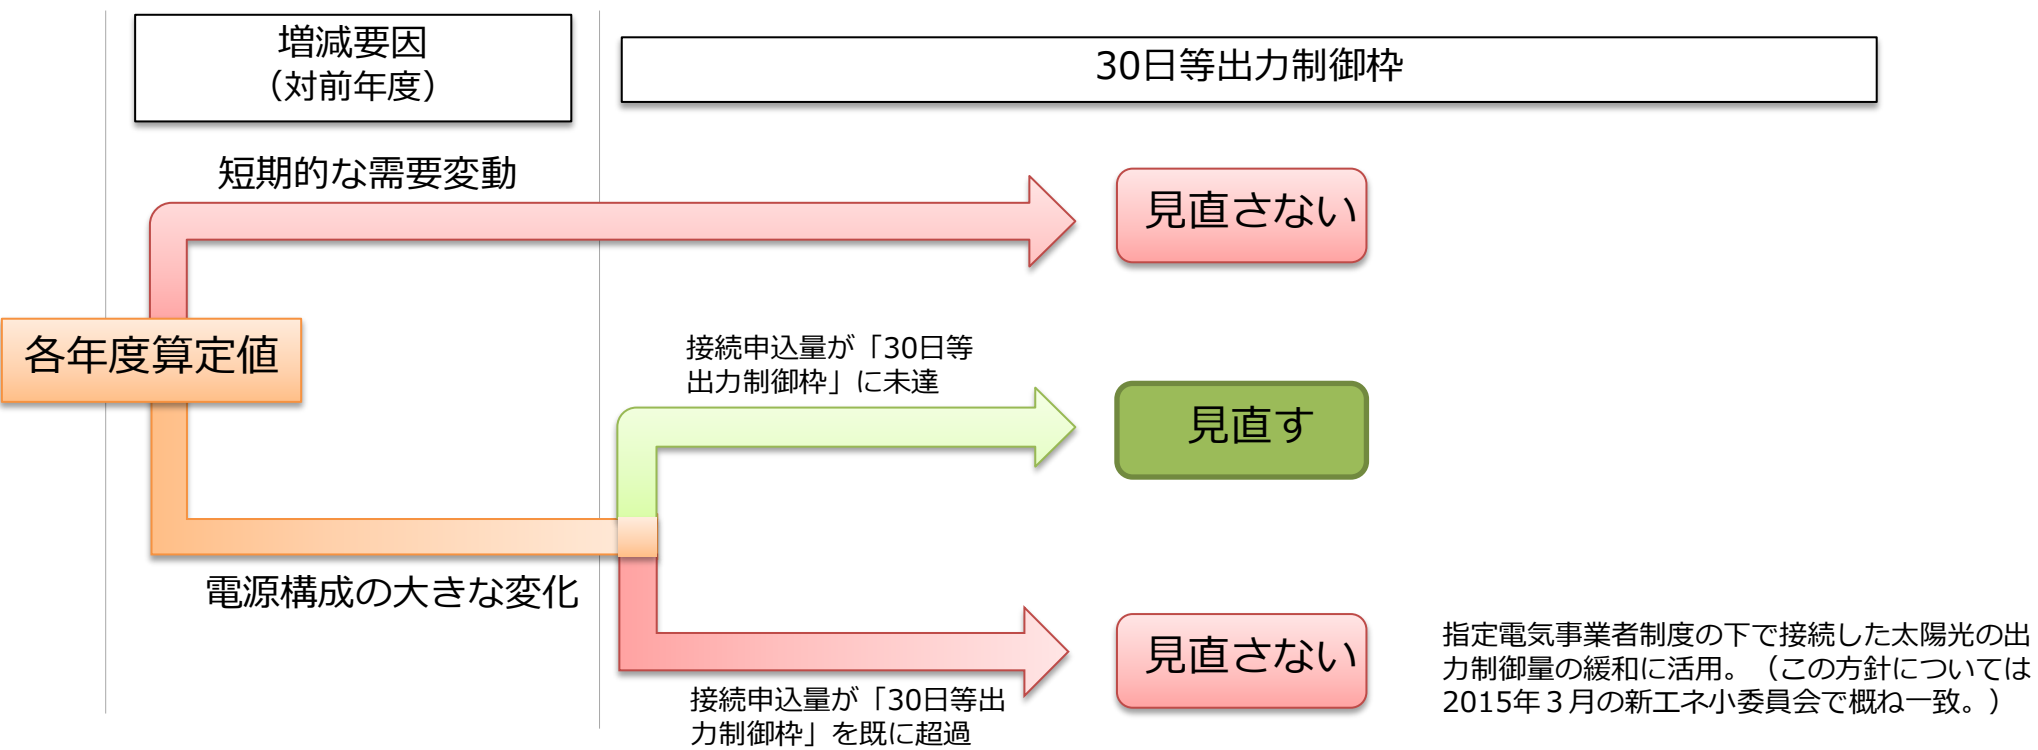 増減要因
（対前年度）
30日等出力制御枠
短期的な需要変動
見直さない
各年度算定値
接続申込量が「30日等
出力制御枠」に未達
見直す
電源構成の大きな変化
見直さない
接続申込量が「30日等出
力制御枠」を既に超過
指定電気事業者制度の下で接続した太陽光の出
力制御量の緩和に活用。（この方針については
2015年３月の新エネ小委員会で概ね一致。）